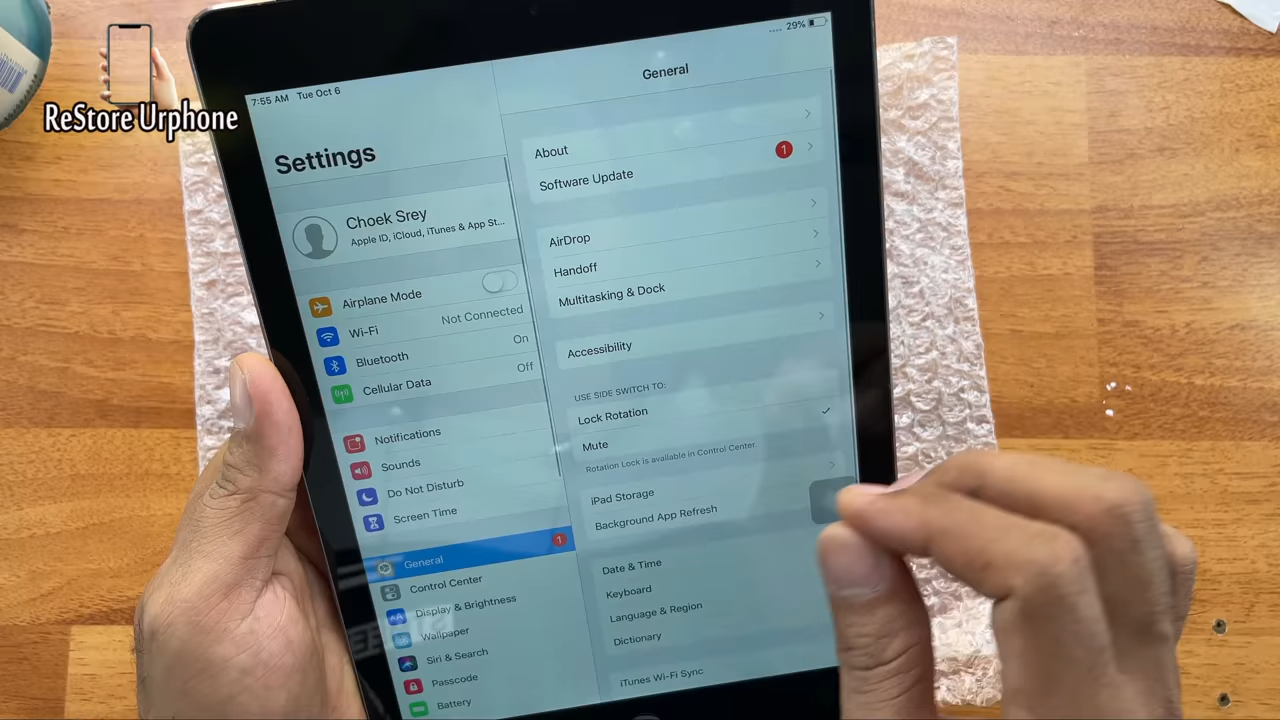 ReStore Urphone
7:55 AM Tue Oct 6
29%
Settings
Choek Srey
Apple ID, iCloud, iTunes & App St...
Airplane Mode
Wi-Fi Not Connected
Bluetooth On
Cellular Data Off
Notifications
Sounds
Do Not Disturb
Screen Time
General 1
Control Center
Display & Brightness
Wallpaper
Siri & Search
Passcode
Battery
General
About
Software Update 1
AirDrop
Handoff
Multitasking & Dock
Accessibility
USE SIDE SWITCH TO:
Lock Rotation
Mute
Rotation Lock is available in Control Center.
iPad Storage
Background App Refresh
Date & Time
Keyboard
Language & Region
Dictionary
iTunes Wi-Fi Sync